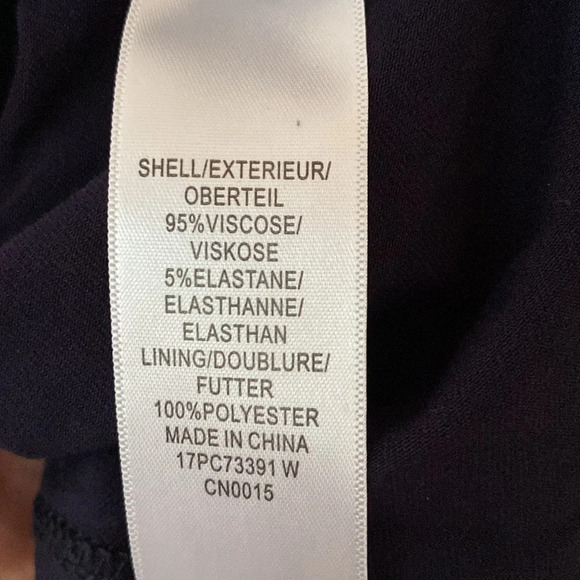 SHELL/EXTERIEUR/
OBERTEIL
95%VISCOSE/
VISKOSE
5%ELASTANE/
ELASTHANNE/
ELASTHAN
LINING/DOUBLURE/
FUTTER
100%POLYESTER
MADE IN CHINA
17PC73391 W
CN0015